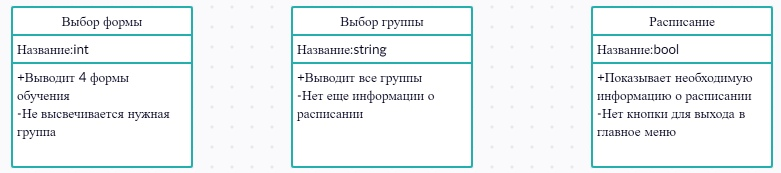 Выбор формы
Название:int
+Выводит 4 формы
обучения
-Не высвечивается нужная
группа
Выбор группы
Название:string
+Выводит все группы
-Нет еще информации о
расписании
Расписание
Название:bool
+Показывает необходимую
информацию о расписании
-Нет кнопки для выхода в
главное меню